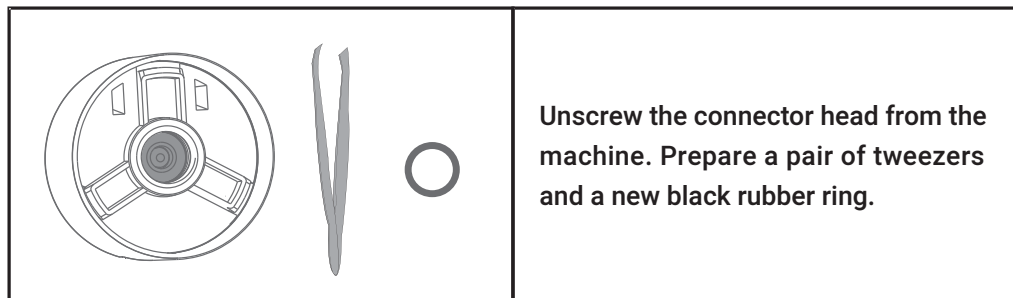 Unscrew the connector head from the
machine. Prepare a pair of tweezers
and a new black rubber ring.